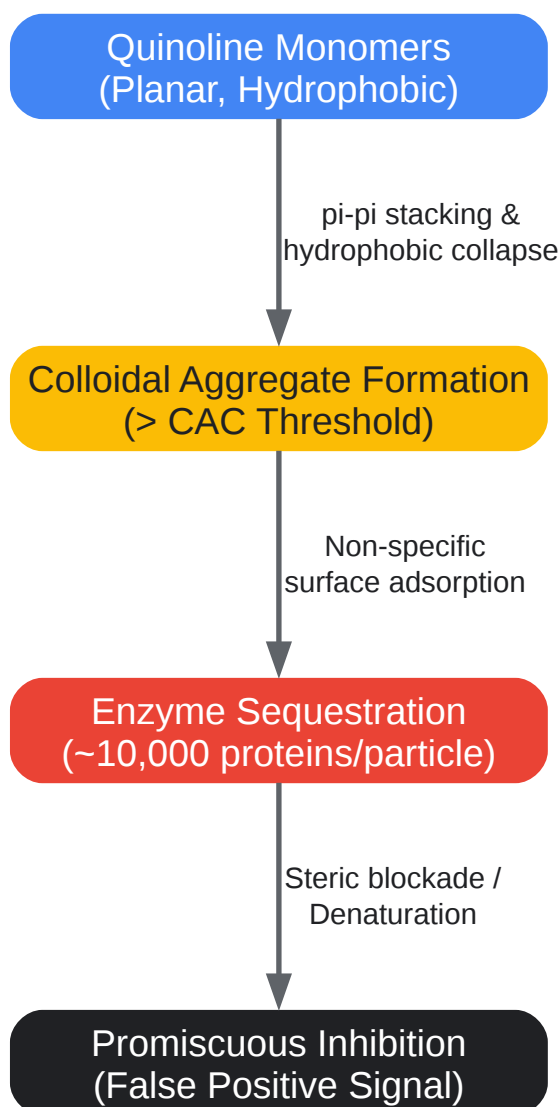 Quinoline Monomers
(Planar, Hydrophobic)
pi-pi stacking &
hydrophobic collapse
Colloidal Aggregate Formation
(> CAC Threshold)
Non-specific
surface adsorption
Enzyme Sequestration
(~10,000 proteins/particle)
Steric blockade /
Denaturation
Promiscuous Inhibition
(False Positive Signal)